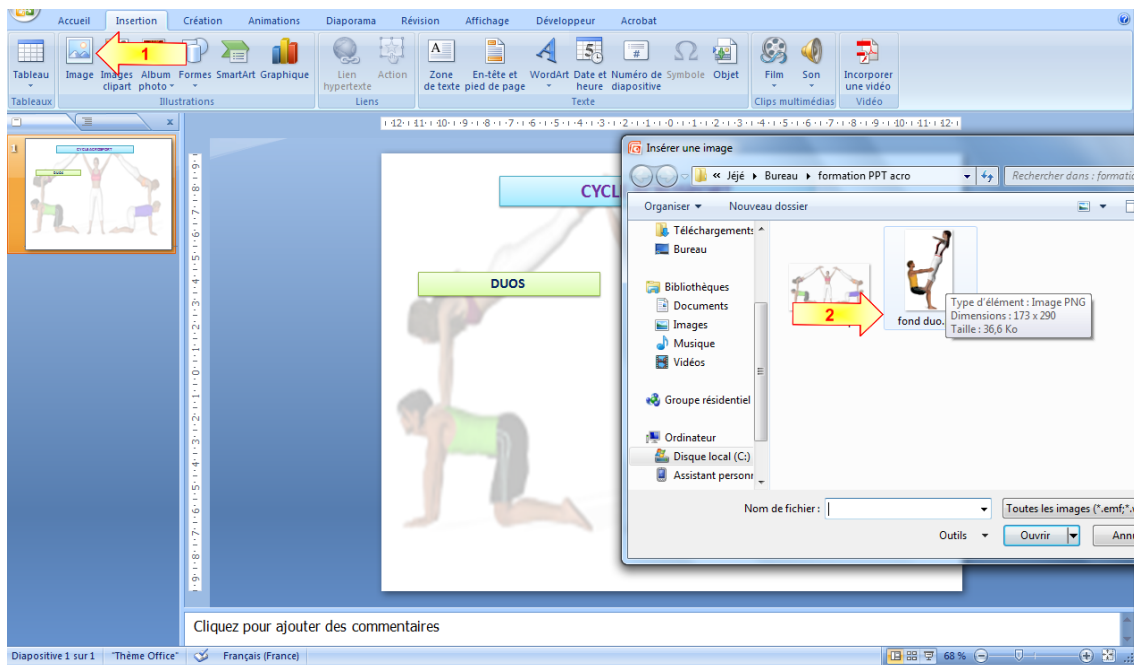 Accueil Insertion Création Animations Diaporama Révision Affichage Développeur Acrobat
1
Tableau Image Images clipart Album photo Formes SmartArt Graphique Lien hypertexte Action Zone de texte En-tête et pied de page WordArt Date et heure Numéro de diapositive Symbole Objet Film Son Incorporer une vidéo
Tableaux Illustrations Liens Texte Clips multimédias Vidéo
1
DUOS
CYCL
DUOS
Insérer une image
« Jéjé Bureau formation PPT acro Rechercher dans : formatio
Organiser Nouveau dossier
Téléchargements
Bureau
Bibliothèques
Documents
Images
Musique
Vidéos
Groupe résidentiel
Ordinateur
Disque local (C:)
Assistant personn
2
fond duo.
Type d'élément : Image PNG
Dimensions : 173 x 290
Taille : 36,6 Ko
Nom de fichier : Toutes les images (*.emf;*.
Outils Ouvrir Annu
Cliquez pour ajouter des commentaires
Diapositive 1 sur 1 "Thème Office" Français (France) 68 %